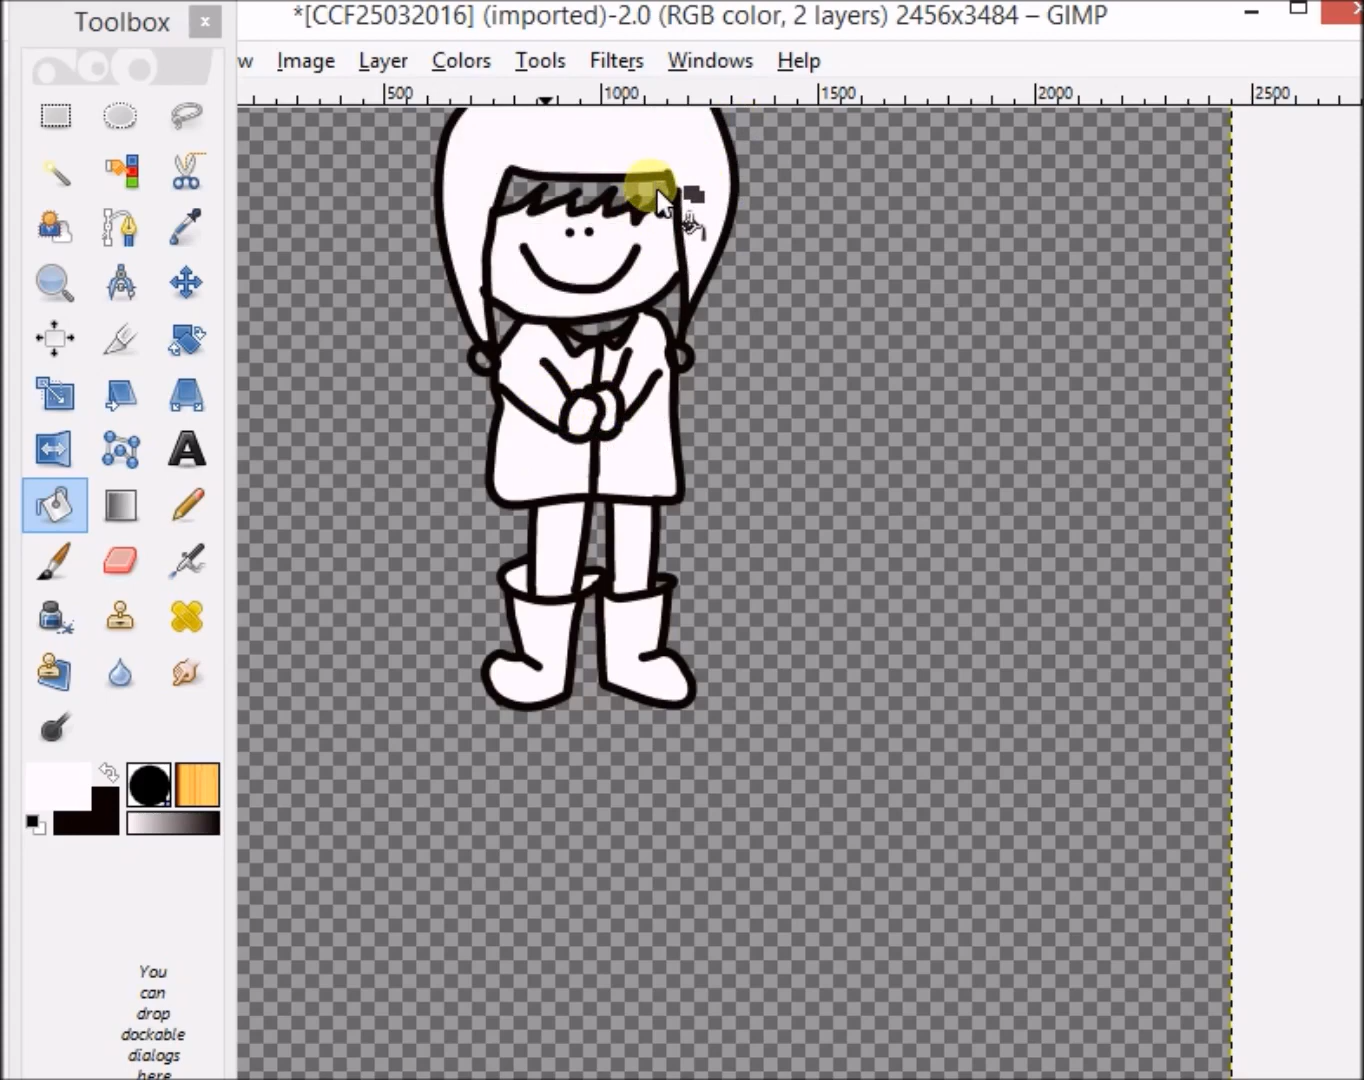 Toolbox
x
*[CCF25032016] (imported)-2.0 (RGB color, 2 layers) 2456x3484 – GIMP
w Image Layer Colors Tools Filters Windows Help
500 1000 1500 2000 2500
A
You
can
drop
dockable
dialogs
here